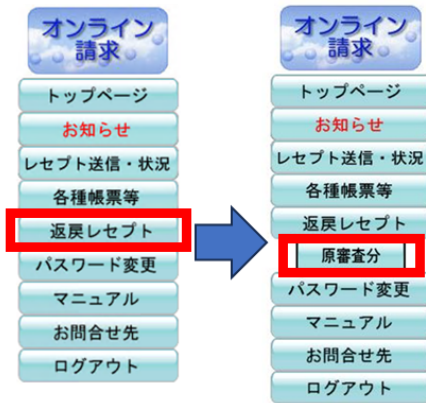 オンライン
請求
トップページ
お知らせ
レセプト送信・状況
各種帳票等
返戻レセプト
パスワード変更
マニュアル
お問合せ先
ログアウト
オンライン
請求
トップページ
お知らせ
レセプト送信・状況
各種帳票等
返戻レセプト
原審査分
パスワード変更
マニュアル
お問合せ先
ログアウト